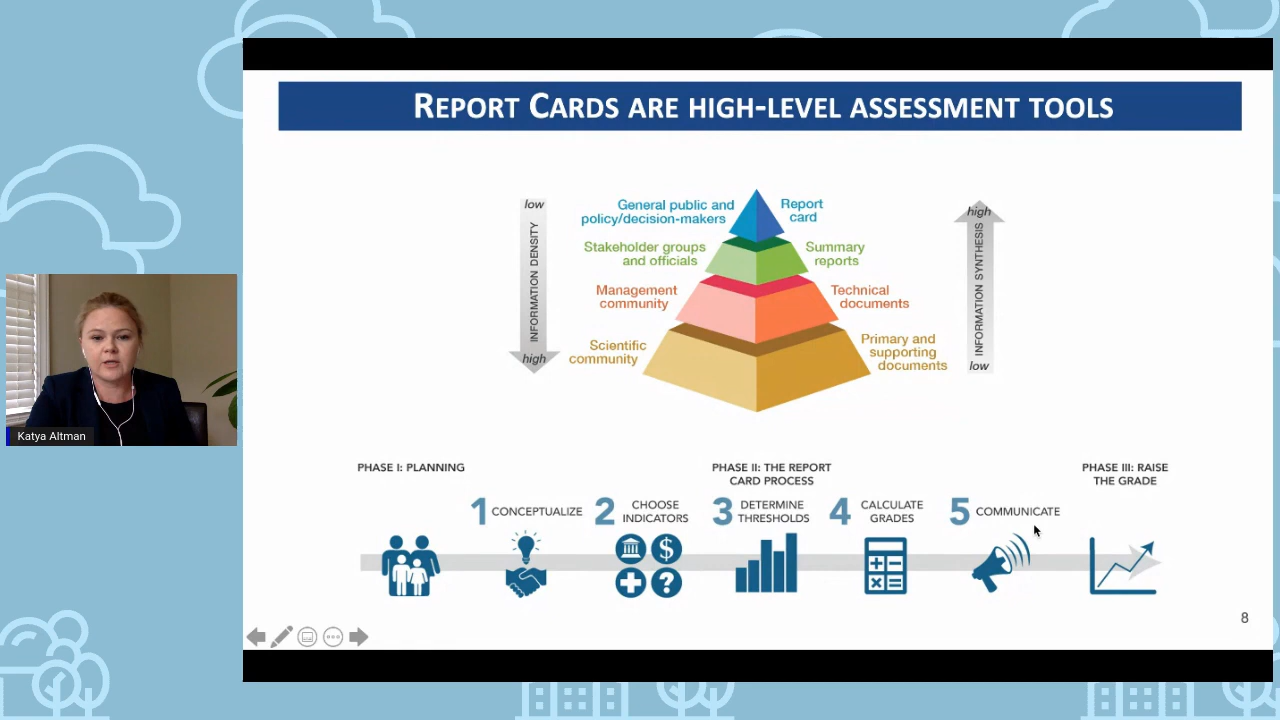 REPORT CARDS ARE HIGH-LEVEL ASSESSMENT TOOLS
low
INFORMATION DENSITY
high
General public and
policy/decision-makers
Report
card
Stakeholder groups
and officials
Summary
reports
Management
community
Technical
documents
Scientific
community
Primary and
supporting
documents
high
INFORMATION SYNTHESIS
low
Katya Altman
PHASE I: PLANNING
PHASE II: THE REPORT
CARD PROCESS
PHASE III: RAISE
THE GRADE
1 CONCEPTUALIZE
2 CHOOSE
INDICATORS
3 DETERMINE
THRESHOLDS
4 CALCULATE
GRADES
5 COMMUNICATE
$
?
8